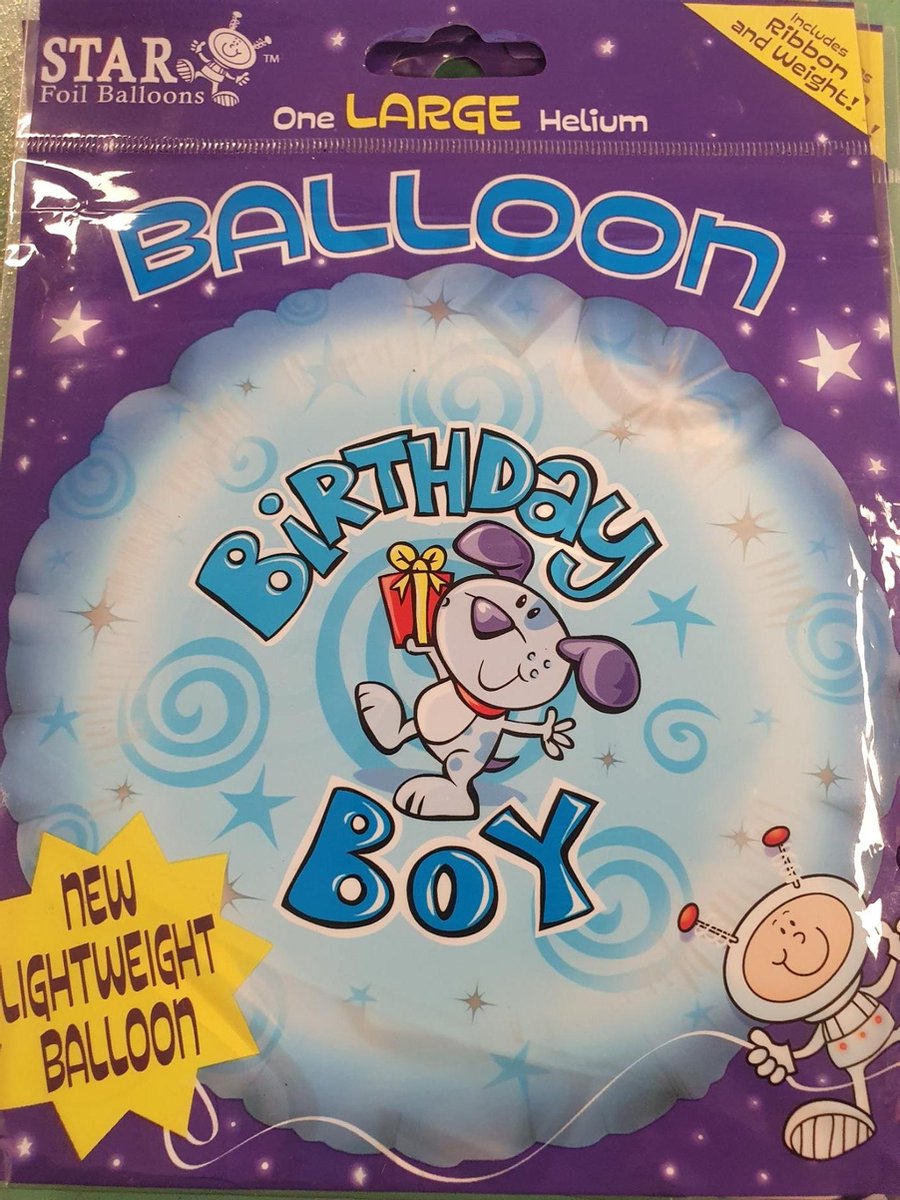 STAR ™
Foil Balloons
includes
Ribbon
and Weight!
One LARGE Helium
BALLOON
BiRTHDay
BOY
NEW
LIGHTWEIGHT
BALLOON